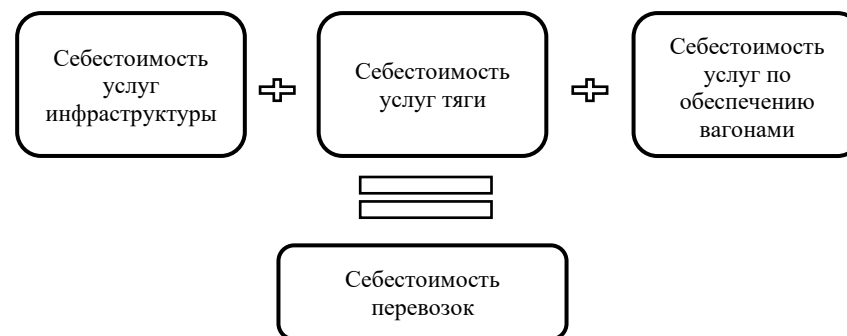 Себестоимость
услуг
инфраструктуры
Себестоимость
услуг тяги
Себестоимость
услуг по
обеспечению
вагонами
Себестоимость
перевозок